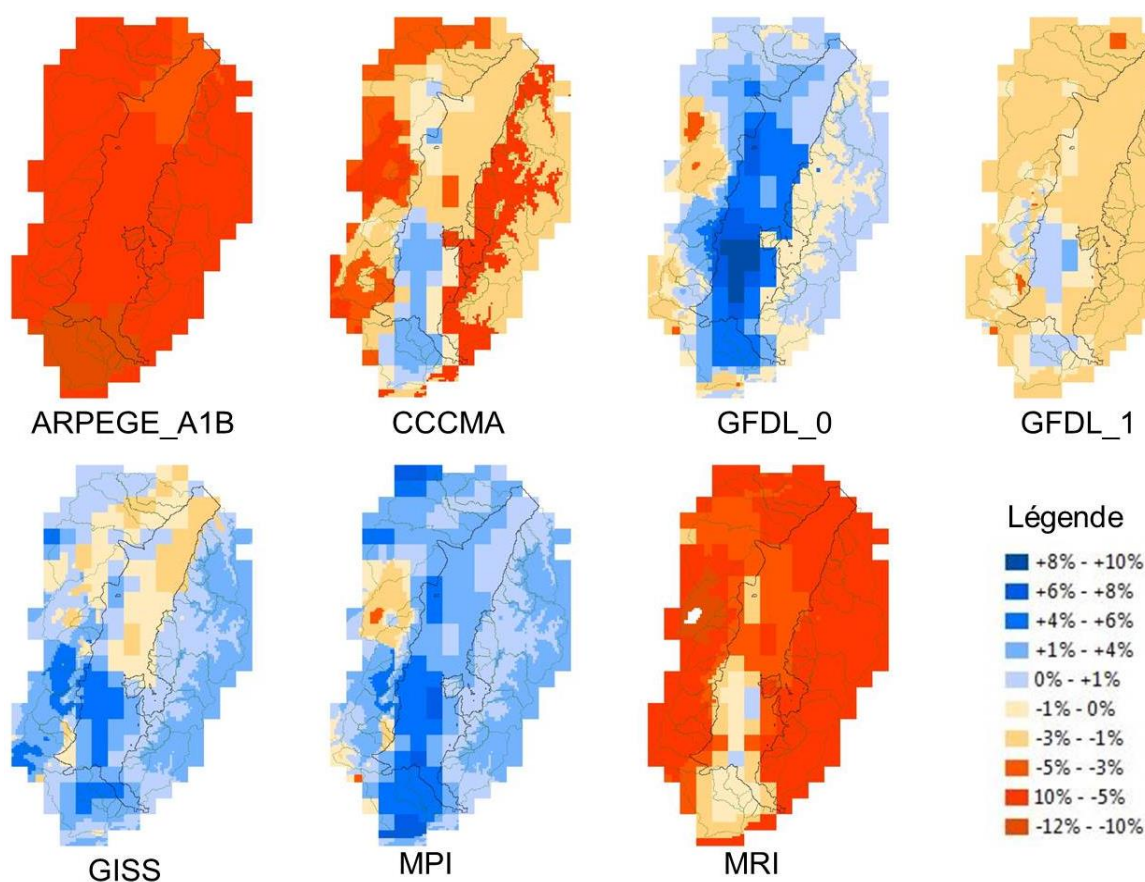 ARPEGE_A1B
CCCMA
GFDL_0
GFDL_1
GISS
MPI
MRI
Légende
+8% - +10%
+6% - +8%
+4% - +6%
+1% - +4%
0% - +1%
-1% - 0%
-3% - -1%
-5% - -3%
10% - -5%
-12% - -10%